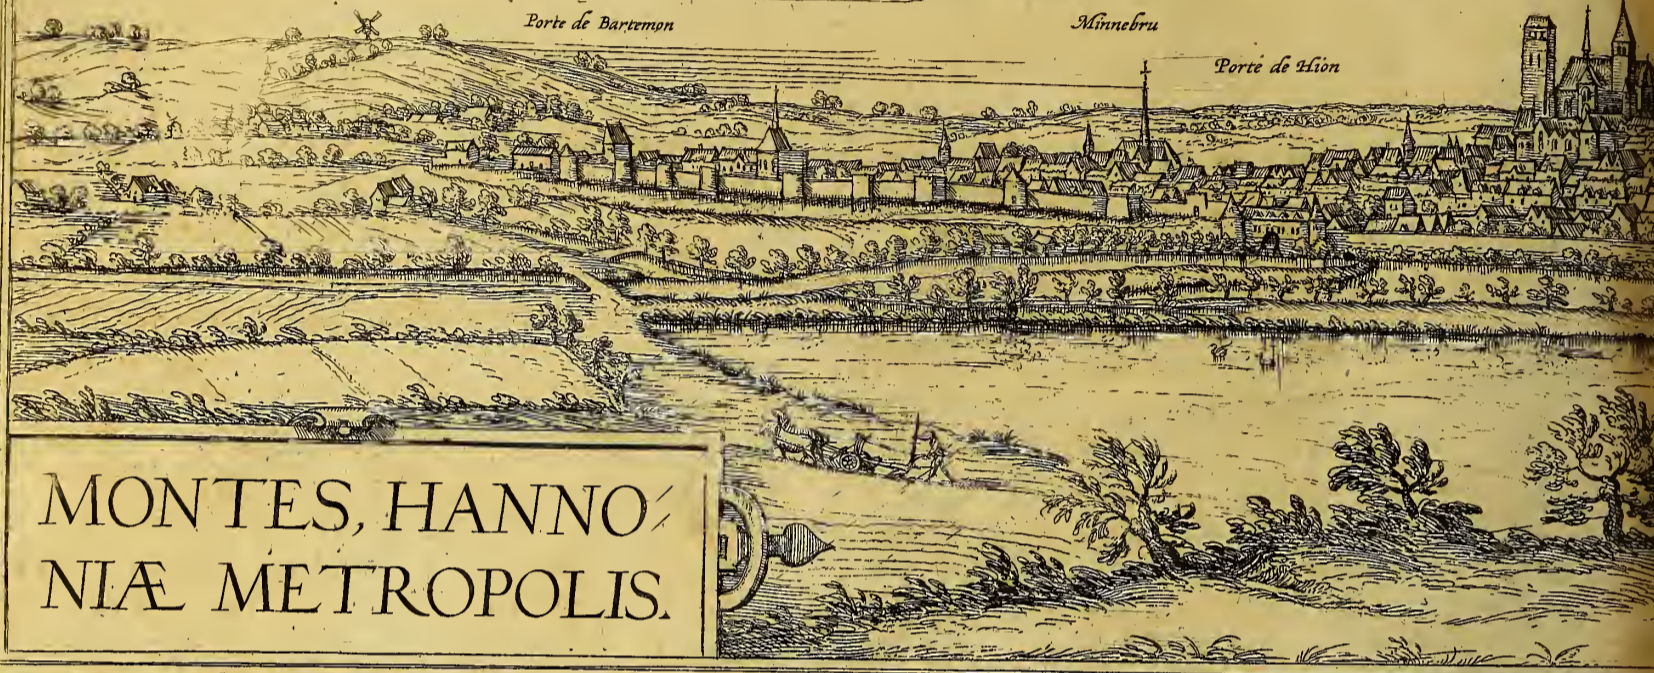 Porte de Bartemon
Minnebru
Porte de Hion
MONTES, HANNO⸗
NIÆ METROPOLIS.